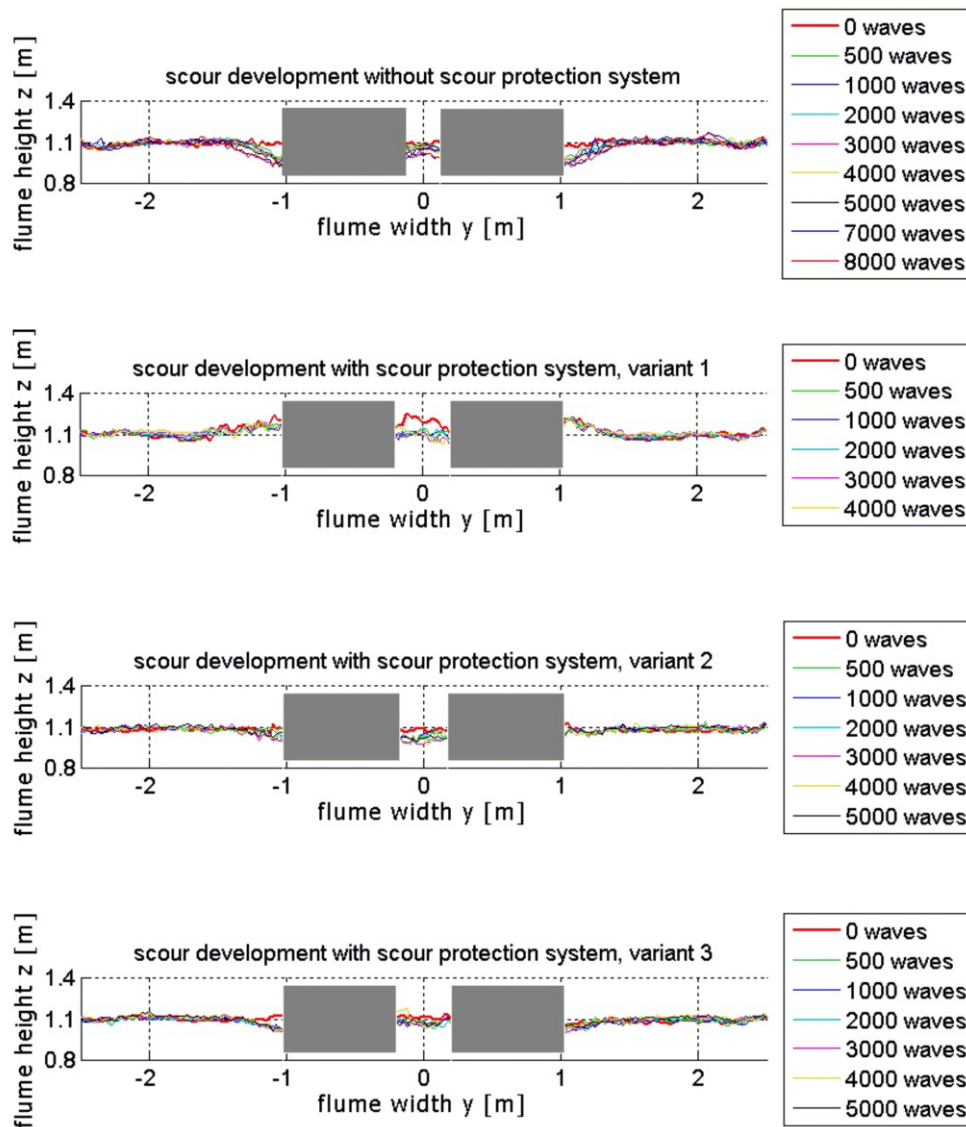 scour development without scour protection system
flume height z [m]
1.4
1.1
0.8
-2 -1 0 1 2
flume width y [m]
0 waves
500 waves
1000 waves
2000 waves
3000 waves
4000 waves
5000 waves
7000 waves
8000 waves
scour development with scour protection system, variant 1
flume height z [m]
1.4
1.1
0.8
-2 -1 0 1 2
flume width y [m]
0 waves
500 waves
1000 waves
2000 waves
3000 waves
4000 waves
scour development with scour protection system, variant 2
flume height z [m]
1.4
1.1
0.8
-2 -1 0 1 2
flume width y [m]
0 waves
500 waves
1000 waves
2000 waves
3000 waves
4000 waves
5000 waves
scour development with scour protection system, variant 3
flume height z [m]
1.4
1.1
0.8
-2 -1 0 1 2
flume width y [m]
0 waves
500 waves
1000 waves
2000 waves
3000 waves
4000 waves
5000 waves